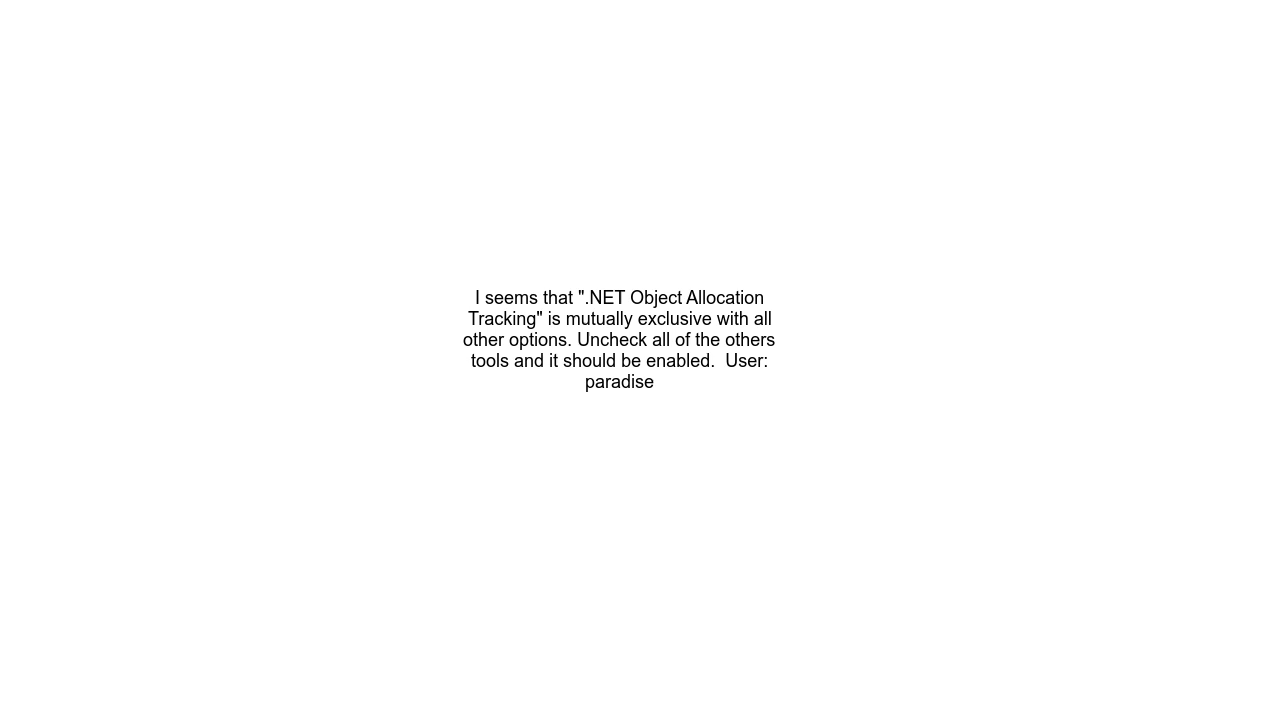 I seems that ".NET Object Allocation
Tracking" is mutually exclusive with all
other options. Uncheck all of the others
tools and it should be enabled.  User:
paradise